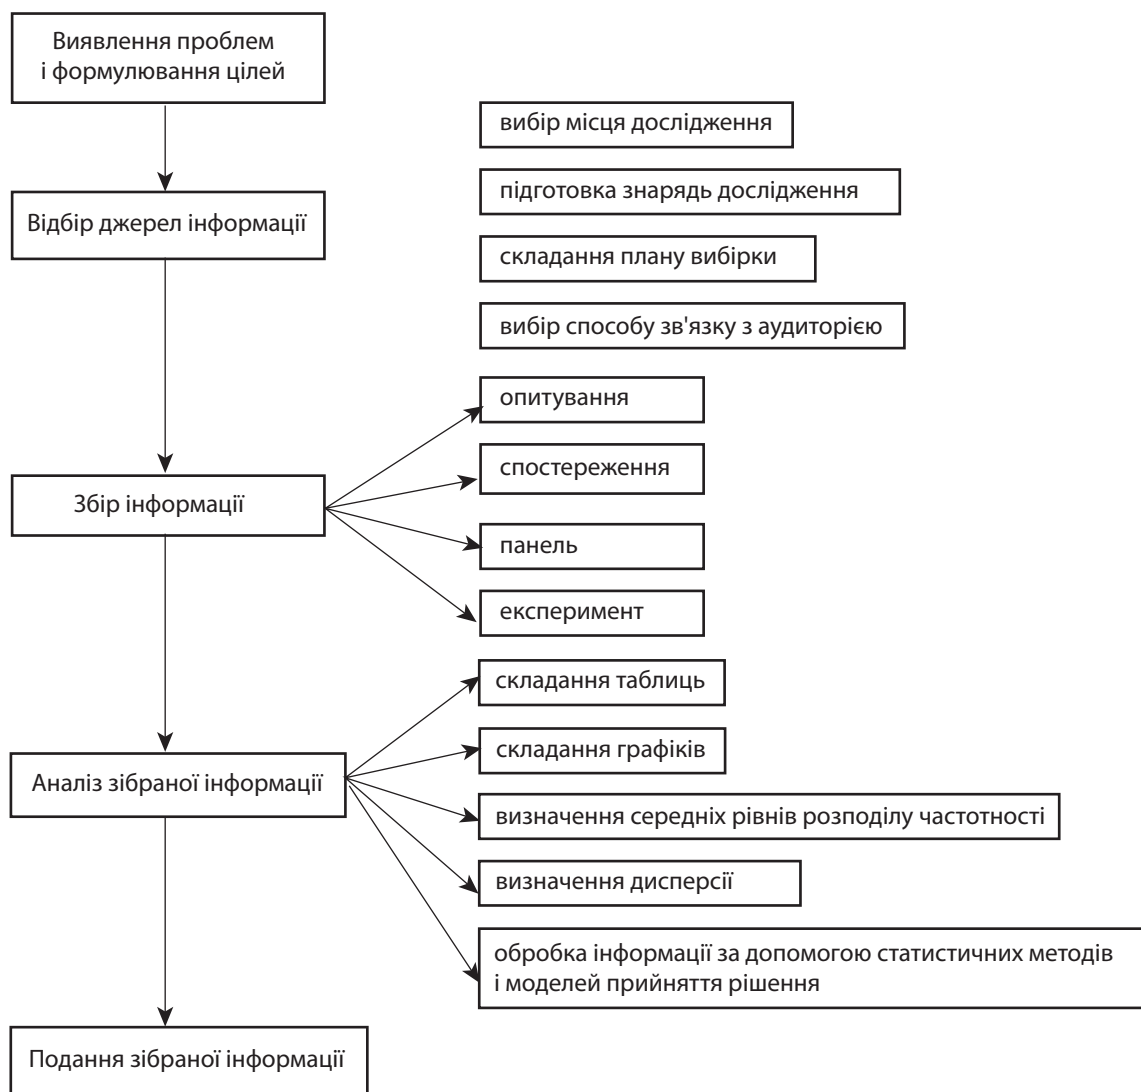 Виявлення проблем
і формулювання цілей
вибір місця дослідження
підготовка знарядь дослідження
Відбір джерел інформації
складання плану вибірки
вибір способу зв'язку з аудиторією
опитування
спостереження
Збір інформації
панель
експеримент
складання таблиць
складання графіків
Аналіз зібраної інформації
визначення середніх рівнів розподілу частотності
визначення дисперсії
обробка інформації за допомогою статистичних методів
і моделей прийняття рішення
Подання зібраної інформації